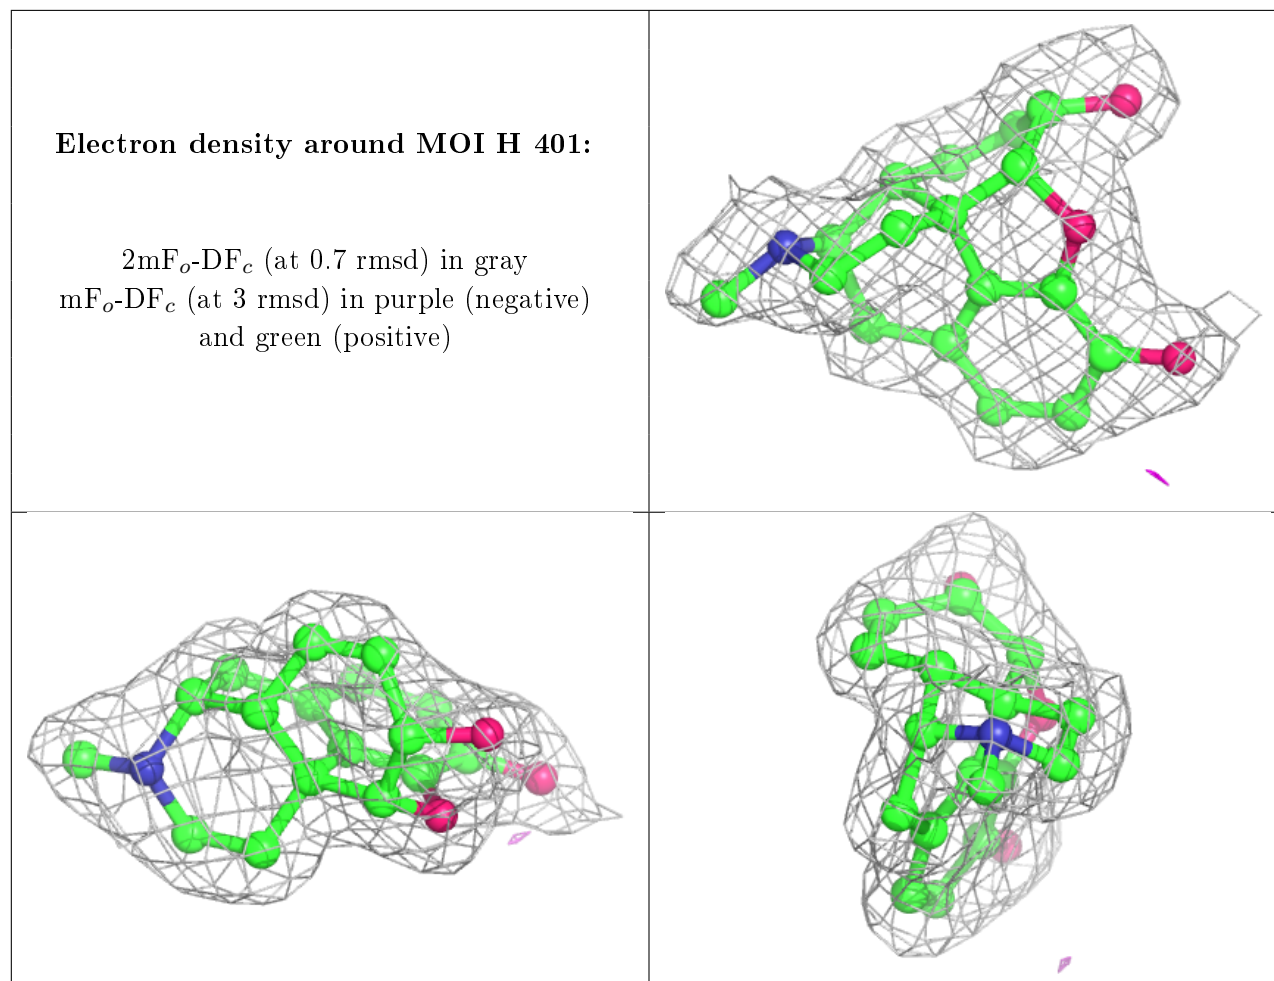 Electron density around MOI H 401:
2mFₒ-DF𝒸 (at 0.7 rmsd) in gray
mFₒ-DF𝒸 (at 3 rmsd) in purple (negative)
and green (positive)